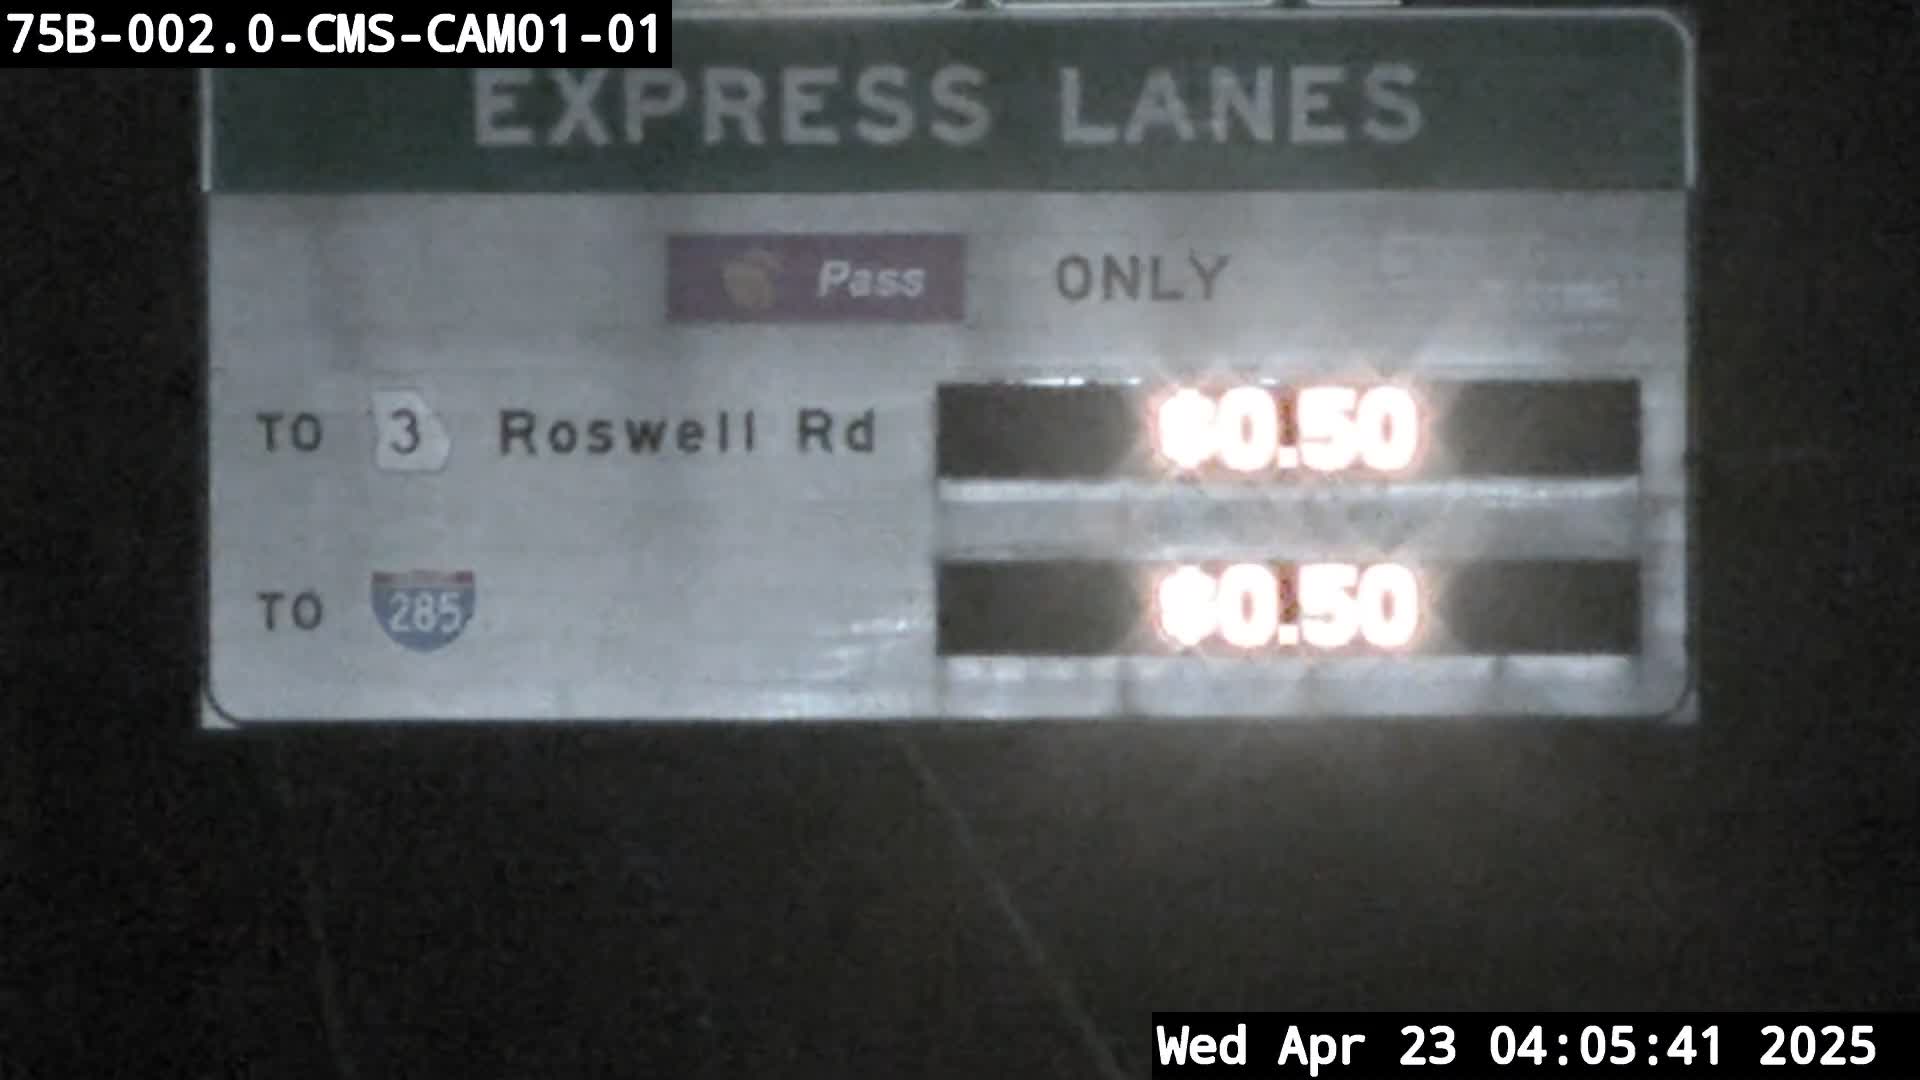 75B-002.0-CMS-CAM01-01
EXPRESS LANES
Pass ONLY
TO 3 Roswell Rd $0.50
TO 285 $0.50
Wed Apr 23 04:05:41 2025